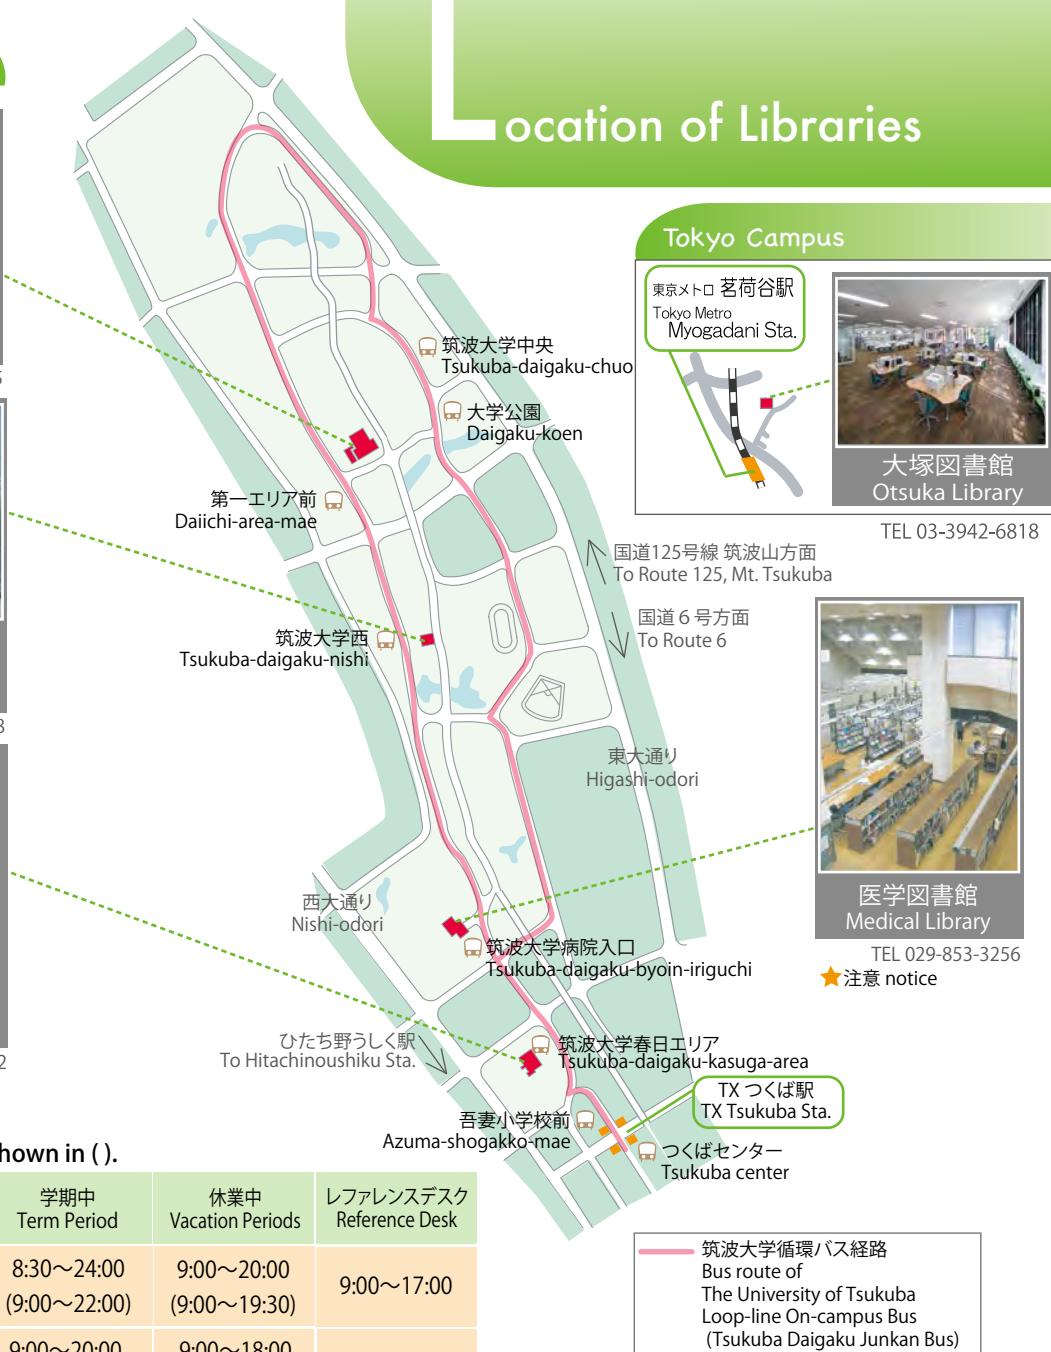 Location of Libraries
Tokyo Campus
東京メトロ 茗荷谷駅
Tokyo Metro
Myogadani Sta.
大塚図書館
Otsuka Library
TEL 03-3942-6818
筑波大学中央
Tsukuba-daigaku-chuo
大学公園
Daigaku-koen
第一エリア前
Daiichi-area-mae
国道125号線 筑波山方面
To Route 125, Mt. Tsukuba
国道６号方面
To Route 6
筑波大学西
Tsukuba-daigaku-nishi
3
東大通り
Higashi-odori
医学図書館
Medical Library
TEL 029-853-3256
★注意 notice
西大通り
Nishi-odori
筑波大学病院入口
Tsukuba-daigaku-byoin-iriguchi
ひたち野うしく駅
To Hitachinoushiku Sta.
2
筑波大学春日エリア
Tsukuba-daigaku-kasuga-area
TX つくば駅
TX Tsukuba Sta.
吾妻小学校前
Azuma-shogakko-mae
つくばセンター
Tsukuba center
hown in ( ).
学期中 休業中 レファレンスデスク
Term Period Vacation Periods Reference Desk
8:30〜24:00 9:00〜20:00 9:00〜17:00
(9:00〜22:00) (9:00〜19:30)
9:00〜20:00 9:00〜18:00
筑波大学循環バス経路
Bus route of
The University of Tsukuba
Loop-line On-campus Bus
(Tsukuba Daigaku Junkan Bus)